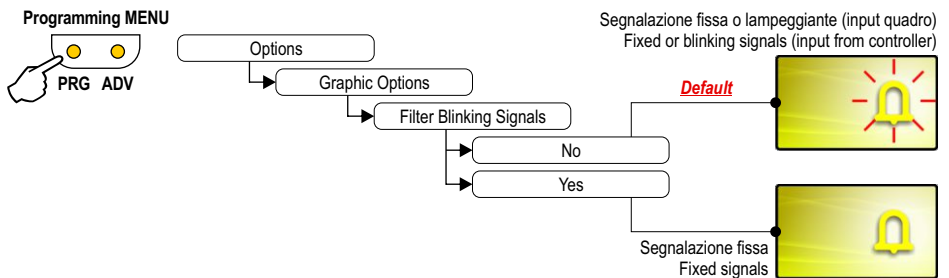 Programming MENU
PRG ADV
Options
Graphic Options
Filter Blinking Signals
No
Yes
Default
Segnalazione fissa o lampeggiante (input quadro)
Fixed or blinking signals (input from controller)
Segnalazione fissa
Fixed signals